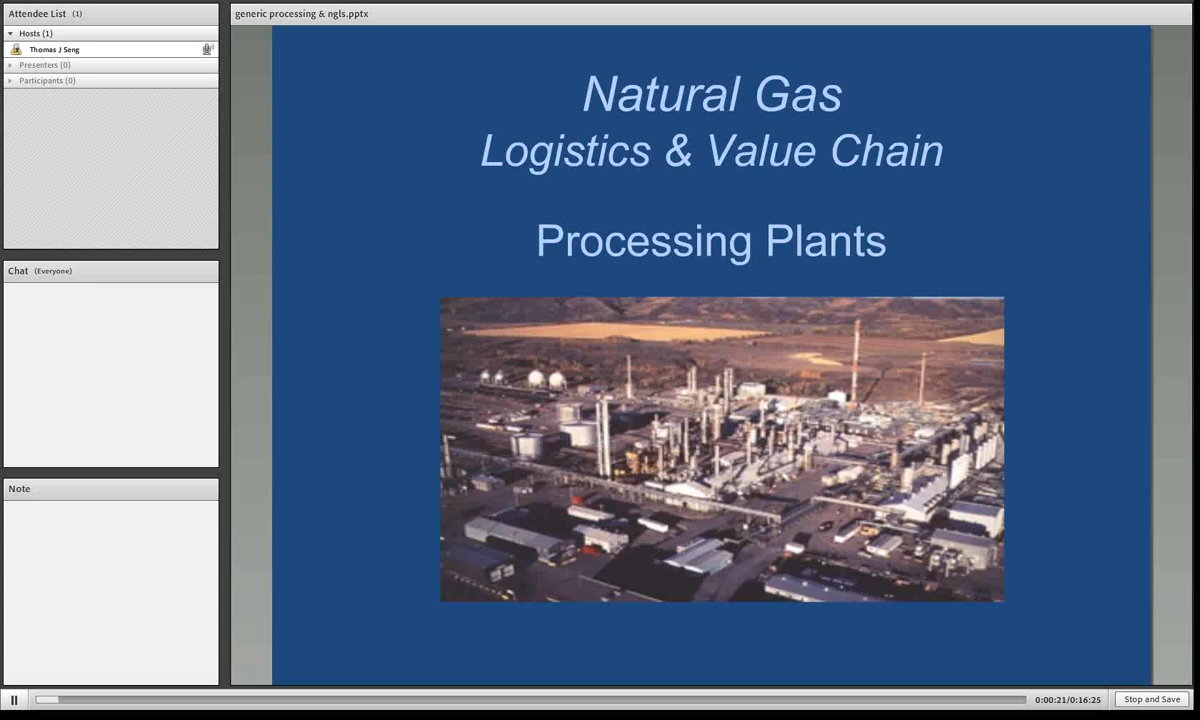 Attendee List (1)
Hosts (1)
Thomas J Seng
Presenters (0)
Participants (0)
Chat (Everyone)
Note
generic processing & ngls.pptx
Natural Gas
Logistics & Value Chain
Processing Plants
0:00:21/0:16:25
Stop and Save